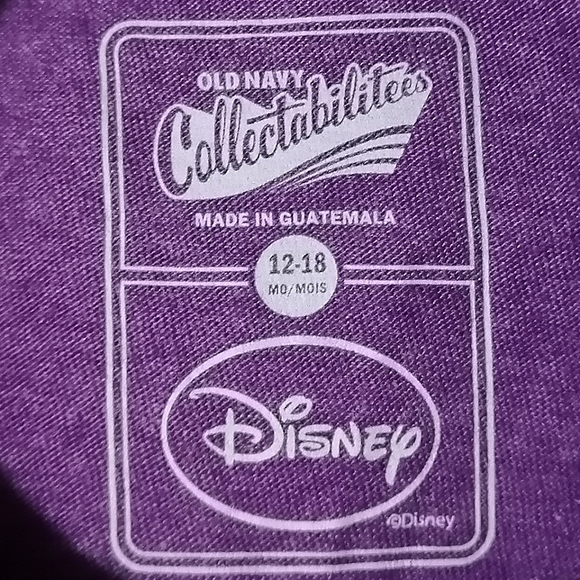 OLD NAVY
Collectabilitees
MADE IN GUATEMALA
12-18
MO/MOIS
Disney
©Disney